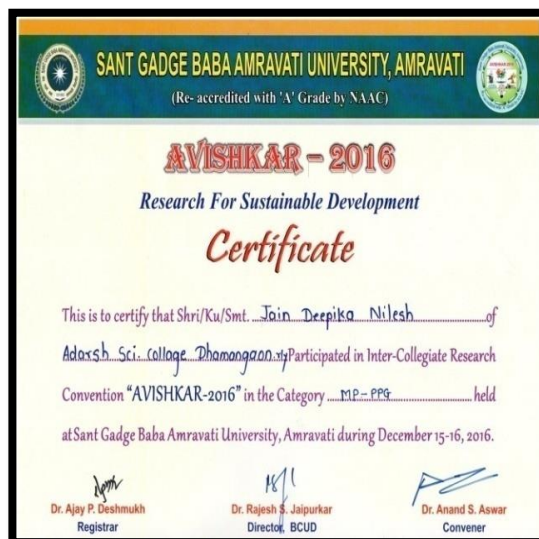 SANT GADGE BABA AMRAVATI UNIVERSITY, AMRAVATI
(Re- accredited with 'A' Grade by NAAC)
AVISHKAR – 2016
Research For Sustainable Development
Certificate
This is to certify that Shri/Ku/Smt. Jain Deepika Nilesh of
Adarsh Sci. Collage Dhamangaon.rly Participated in Inter-Collegiate Research
Convention "AVISHKAR-2016" in the Category MP-PPG held
at Sant Gadge Baba Amravati University, Amravati during December 15-16, 2016.
Dr. Ajay P. Deshmukh
Registrar
Dr. Rajesh S. Jaipurkar
Director, BCUD
Dr. Anand S. Aswar
Convener